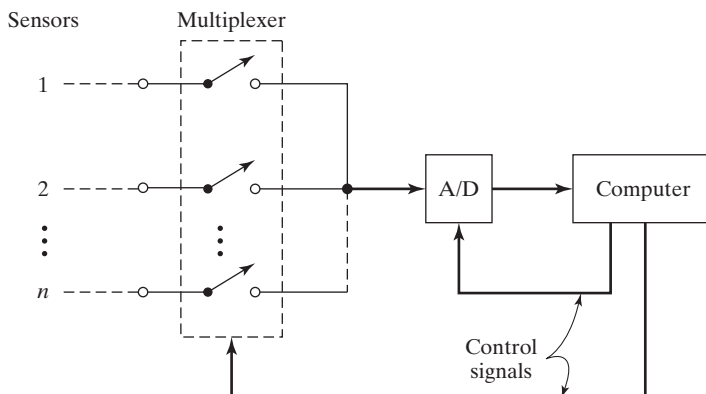 Sensors
Multiplexer
1
2
n
A/D
Computer
Control
signals